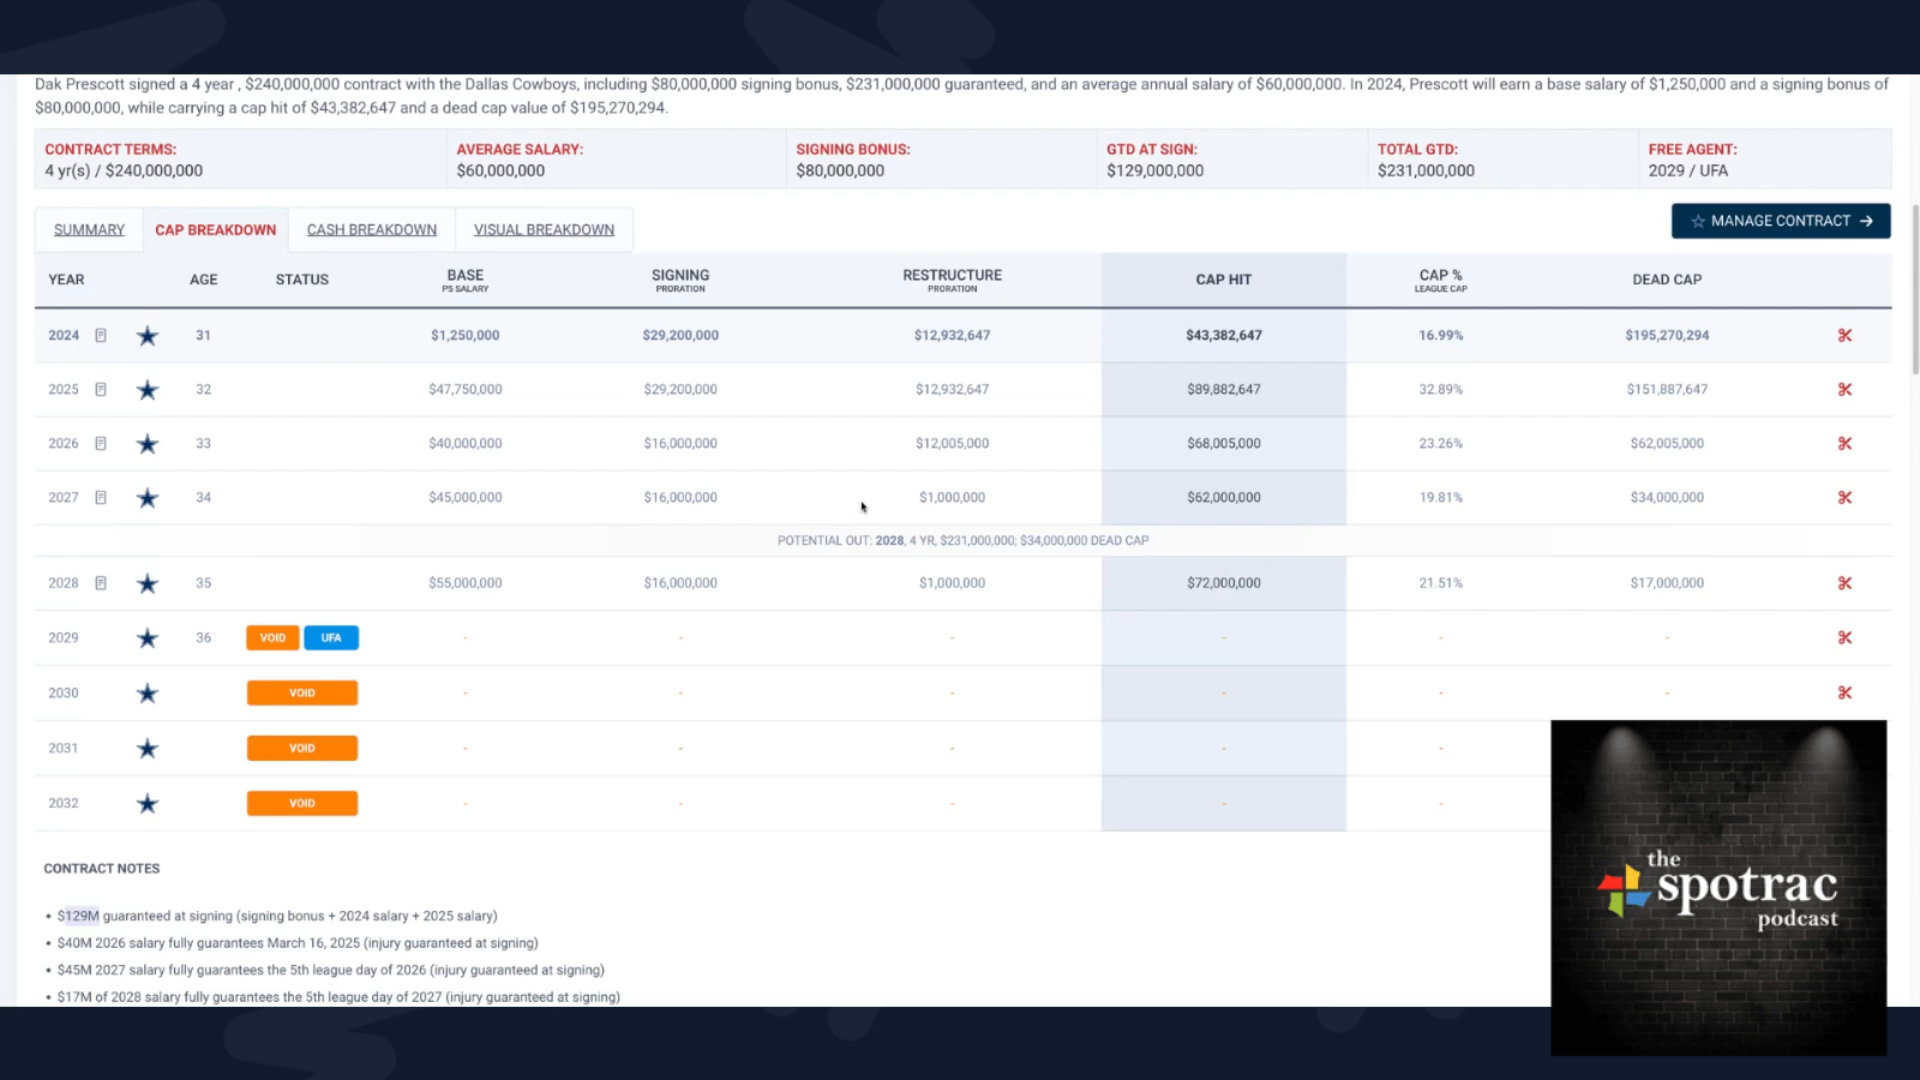 Dak Prescott signed a 4 year , $240,000,000 contract with the Dallas Cowboys, including $80,000,000 signing bonus, $231,000,000 guaranteed, and an average annual salary of $60,000,000. In 2024, Prescott will earn a base salary of $1,250,000 and a signing bonus of
$80,000,000, while carrying a cap hit of $43,382,647 and a dead cap value of $195,270,294.
CONTRACT TERMS: AVERAGE SALARY: SIGNING BONUS: GTD AT SIGN: TOTAL GTD: FREE AGENT:
4 yr(s) / $240,000,000 $60,000,000 $80,000,000 $129,000,000 $231,000,000 2029 / UFA
SUMMARY CAP BREAKDOWN CASH BREAKDOWN VISUAL BREAKDOWN ☆ MANAGE CONTRACT →
YEAR AGE STATUS BASE SIGNING RESTRUCTURE CAP HIT CAP % DEAD CAP
P5 SALARY PRORATION PRORATION LEAGUE CAP
2024 31 $1,250,000 $29,200,000 $12,932,647 $43,382,647 16.99% $195,270,294
2025 32 $47,750,000 $29,200,000 $12,932,647 $89,882,647 32.89% $151,887,647
2026 33 $40,000,000 $16,000,000 $12,005,000 $68,005,000 23.26% $62,005,000
2027 34 $45,000,000 $16,000,000 $1,000,000 $62,000,000 19.81% $34,000,000
POTENTIAL OUT: 2028, 4 YR, $231,000,000; $34,000,000 DEAD CAP
2028 35 $55,000,000 $16,000,000 $1,000,000 $72,000,000 21.51% $17,000,000
2029 36 VOID UFA - - - - - -
2030 VOID - - - - - -
2031 VOID - - - - -
2032 VOID - - - - -
CONTRACT NOTES
• $129M guaranteed at signing (signing bonus + 2024 salary + 2025 salary)
• $40M 2026 salary fully guarantees March 16, 2025 (injury guaranteed at signing)
• $45M 2027 salary fully guarantees the 5th league day of 2026 (injury guaranteed at signing)
• $17M of 2028 salary fully guarantees the 5th league day of 2027 (injury guaranteed at signing)
the
spotrac
podcast